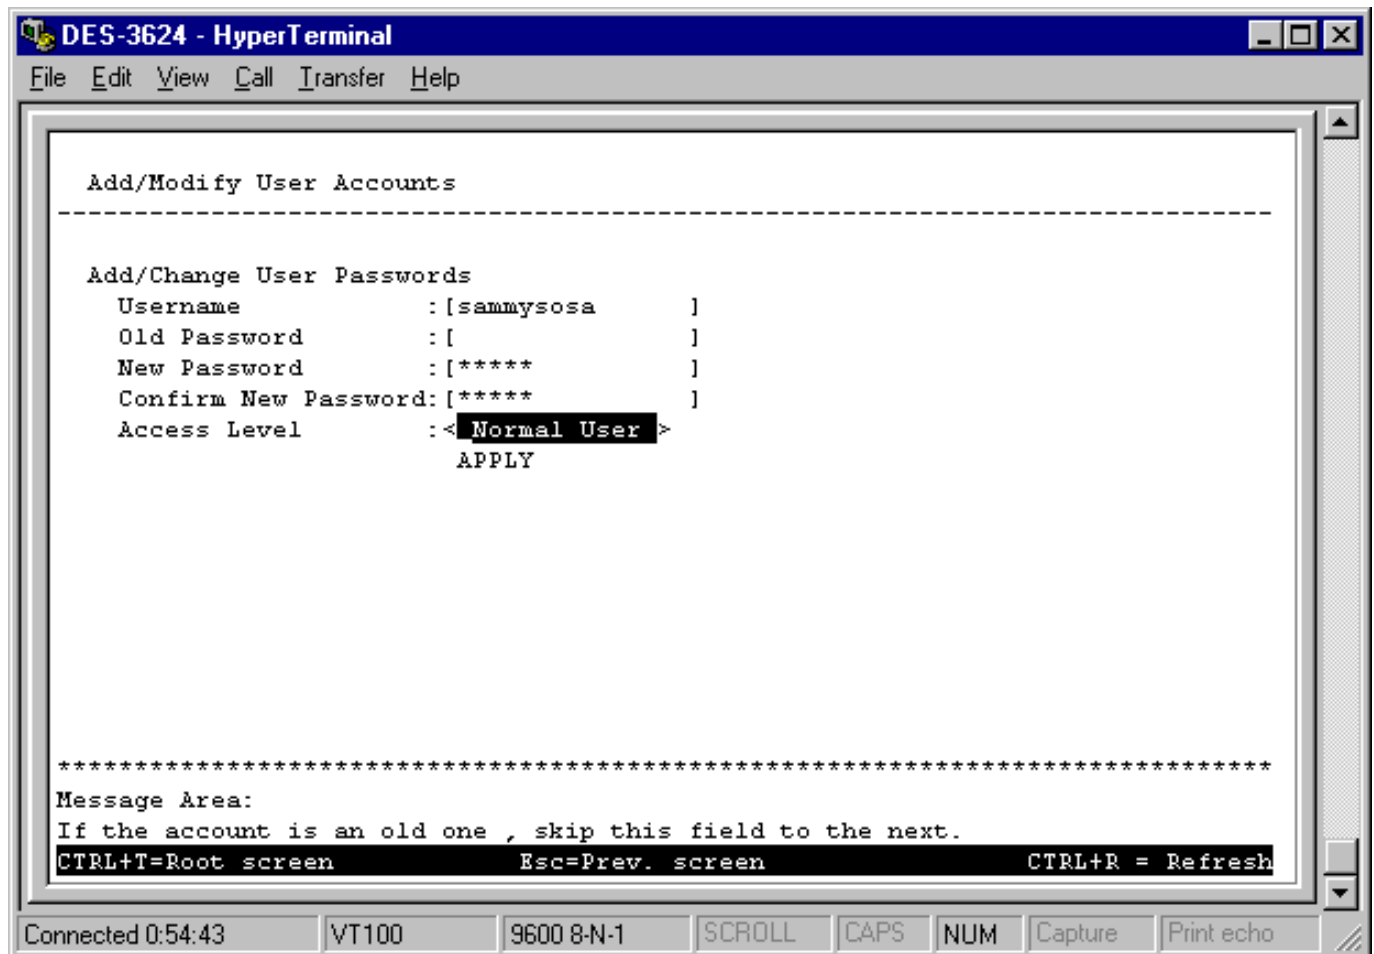 DES-3624 - HyperTerminal
File Edit View Call Transfer Help
Add/Modify User Accounts
-------------------------------------------------------------------------------
Add/Change User Passwords
Username :[sammysosa ]
Old Password :[ ]
New Password :[***** ]
Confirm New Password:[***** ]
Access Level :< Normal User >
APPLY
*******************************************************************************
Message Area:
If the account is an old one , skip this field to the next.
CTRL+T=Root screen Esc=Prev. screen CTRL+R = Refresh
Connected 0:54:43 VT100 9600 8-N-1 SCROLL CAPS NUM Capture Print echo